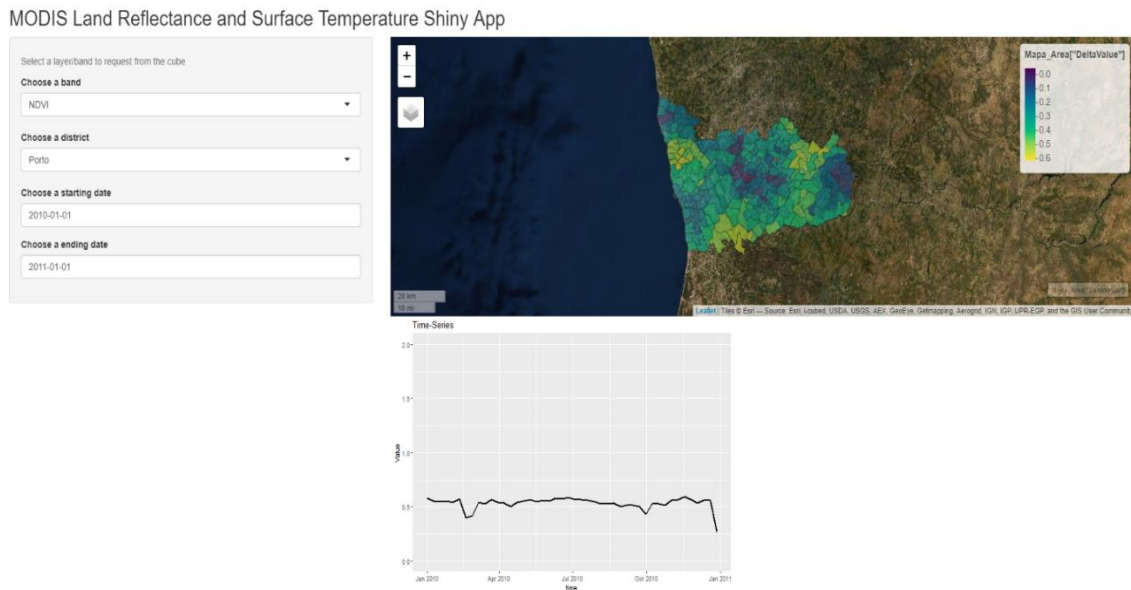 MODIS Land Reflectance and Surface Temperature Shiny App
Select a layer/band to request from the cube
Choose a band
NDVI
Choose a district
Porto
Choose a starting date
2010-01-01
Choose a ending date
2011-01-01
+
−
Mapa_Area["DeltaValue"]
-0.0
-0.1
-0.2
-0.3
-0.4
-0.5
-0.6
20 km
10 mi
Mapa_Area["DeltaValue"]
Leaflet | Tiles © Esri — Source: Esri, i-cubed, USDA, USGS, AEX, GeoEye, Getmapping, Aerogrid, IGN, IGP, UPR-EGP, and the GIS User Community
Time-Series
2.0
1.5
1.0
0.5
0.0
Value
Jan 2010
Apr 2010
Jul 2010
Oct 2010
Jan 2011
time